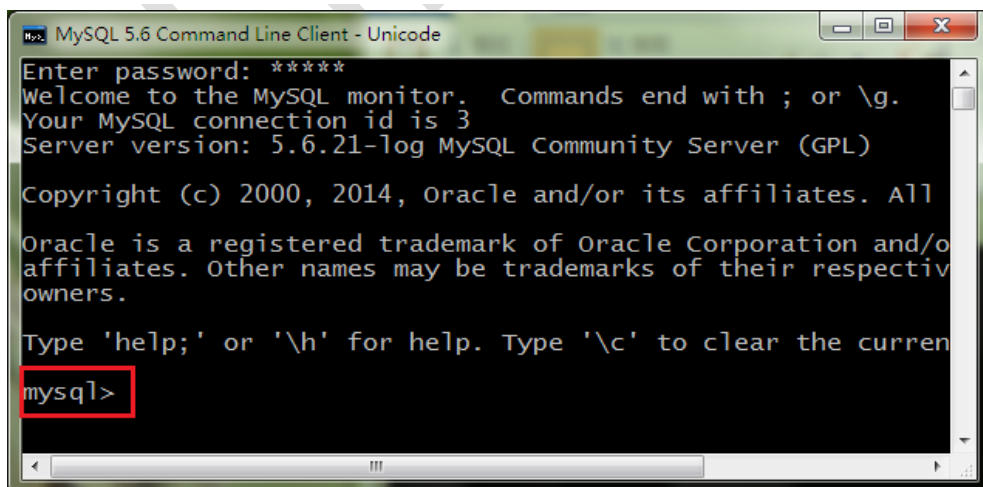 MySQL 5.6 Command Line Client - Unicode
Enter password: *****
Welcome to the MySQL monitor.  Commands end with ; or \g.
Your MySQL connection id is 3
Server version: 5.6.21-log MySQL Community Server (GPL)
Copyright (c) 2000, 2014, Oracle and/or its affiliates. All
Oracle is a registered trademark of Oracle Corporation and/o
affiliates. Other names may be trademarks of their respectiv
owners.
Type 'help;' or '\h' for help. Type '\c' to clear the curren
mysql>